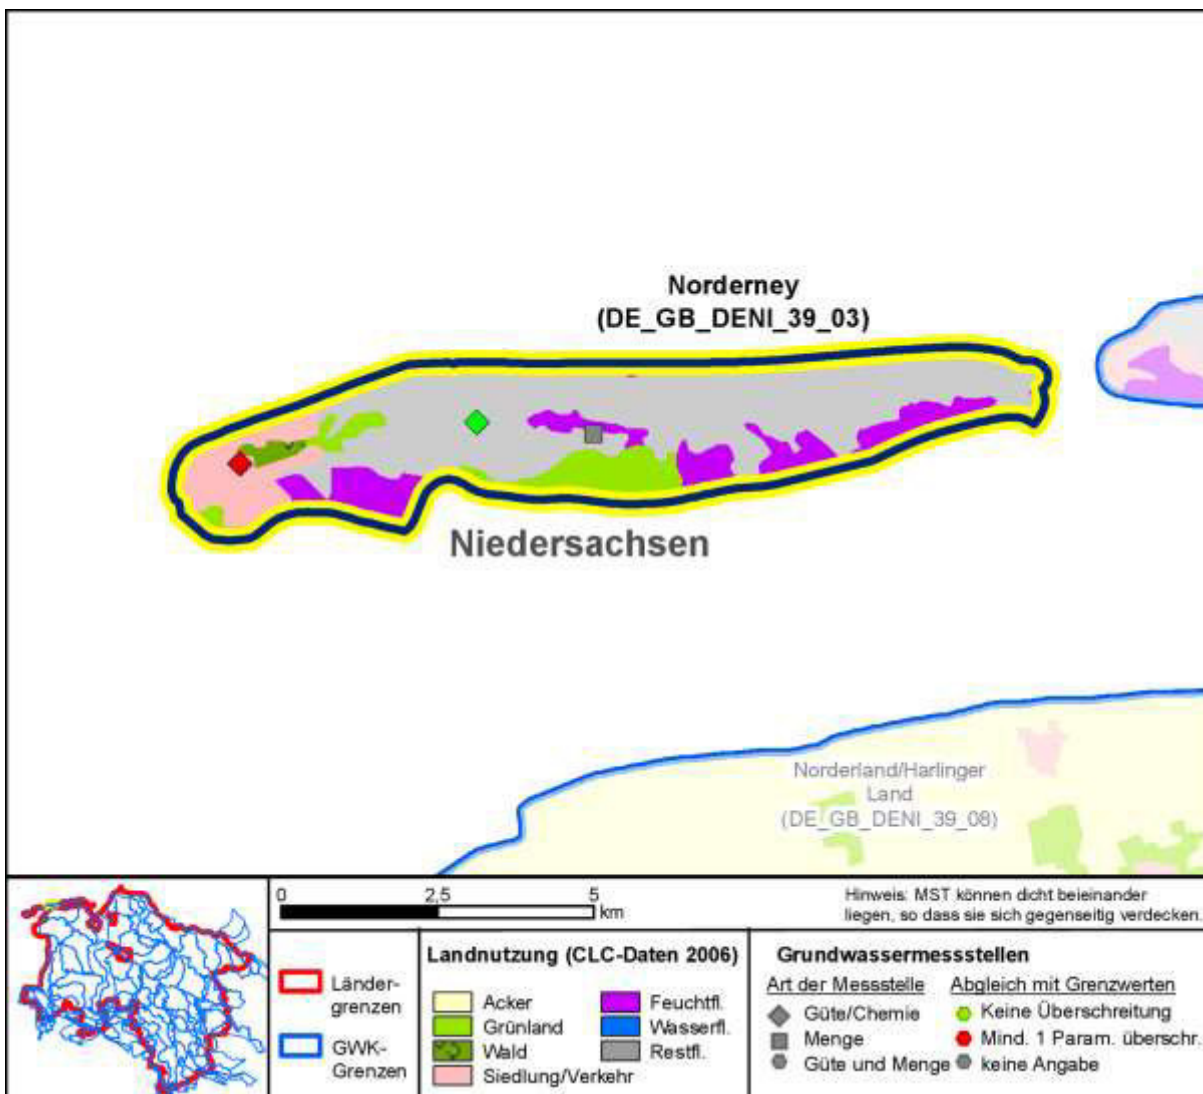 Norderney
(DE_GB_DENI_39_03)
Niedersachsen
Norderland/Harlinger
Land
(DE_GB_DENI_39_08)
0 2,5 5
km
Hinweis: MST können dicht beieinander
liegen, so dass sie sich gegenseitig verdecken.
Länder-
grenzen
GWK-
Grenzen
Landnutzung (CLC-Daten 2006)
Acker
Grünland
Wald
Siedlung/Verkehr
Feuchtfl.
Wasserfl.
Restfl.
Grundwassermessstellen
Art der Messstelle
Güte/Chemie
Menge
Güte und Menge
Abgleich mit Grenzwerten
Keine Überschreitung
Mind. 1 Param. überschr.
keine Angabe